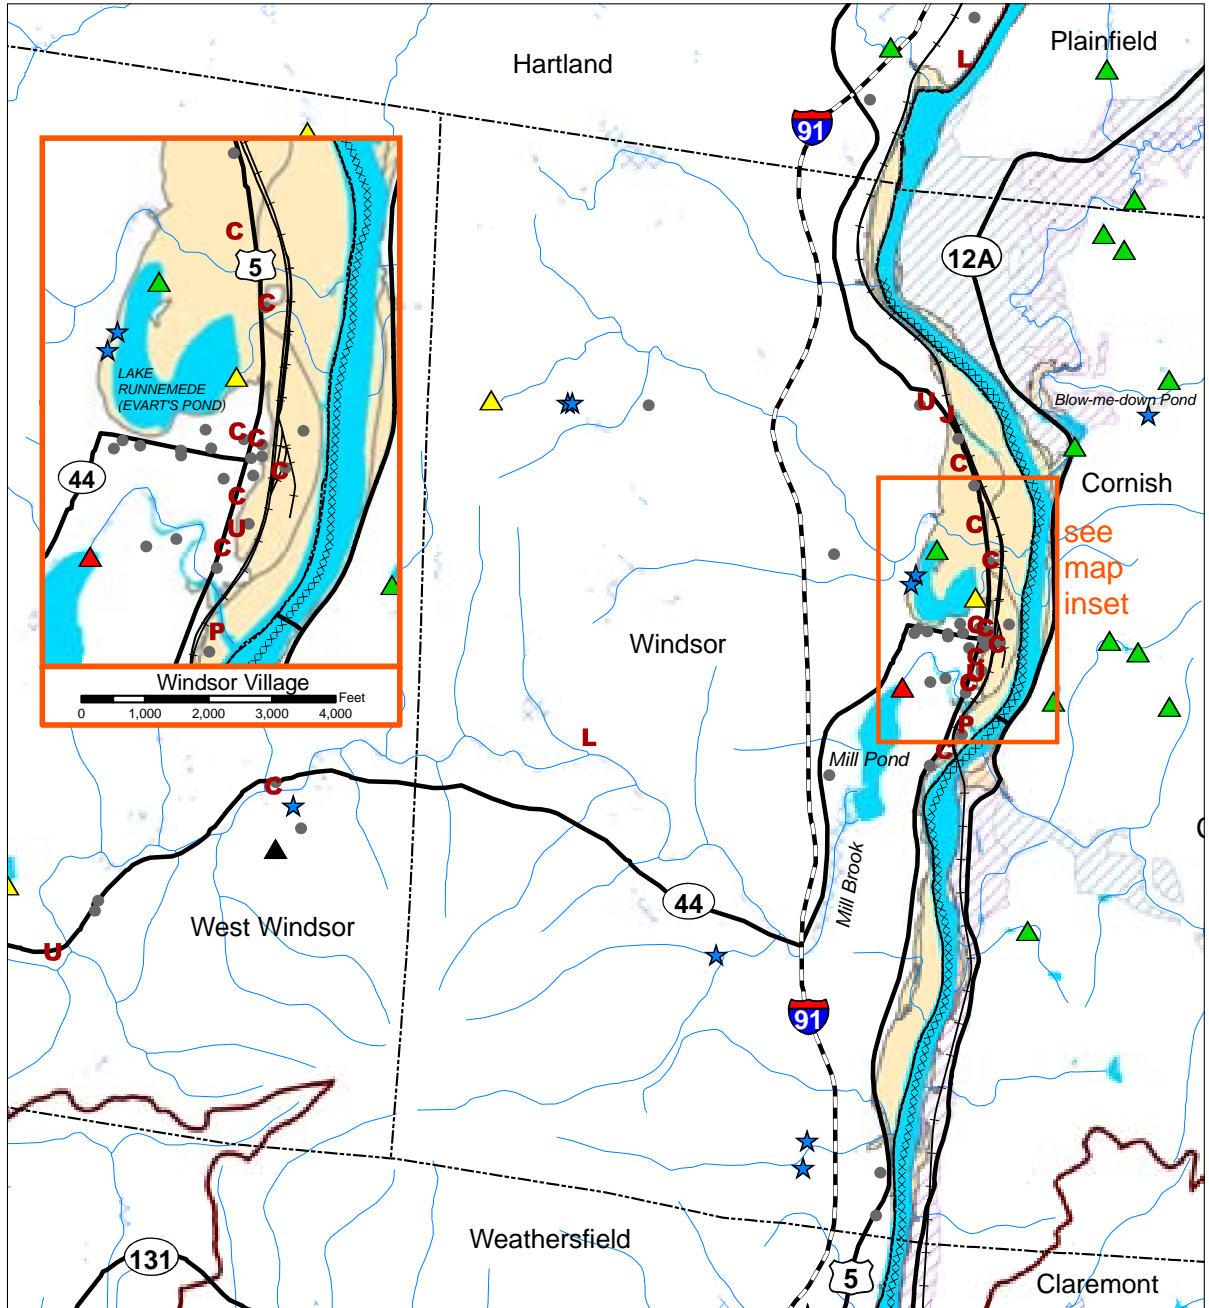 Hartland
Plainfield
L
91
12A
C
5
C
LAKE
RUNNEMEDE
(EVART'S POND)
C
C
C
44
C
U
C
P
Windsor Village
Feet
0 1,000 2,000 3,000 4,000
Blow-me-down Pond
U
J
C
Cornish
C
see
map
inset
C
Windsor
C
C
C
C
U
C
P
L
C
Mill Pond
C
Mill Brook
44
West Windsor
U
91
Weathersfield
131
5
Claremont